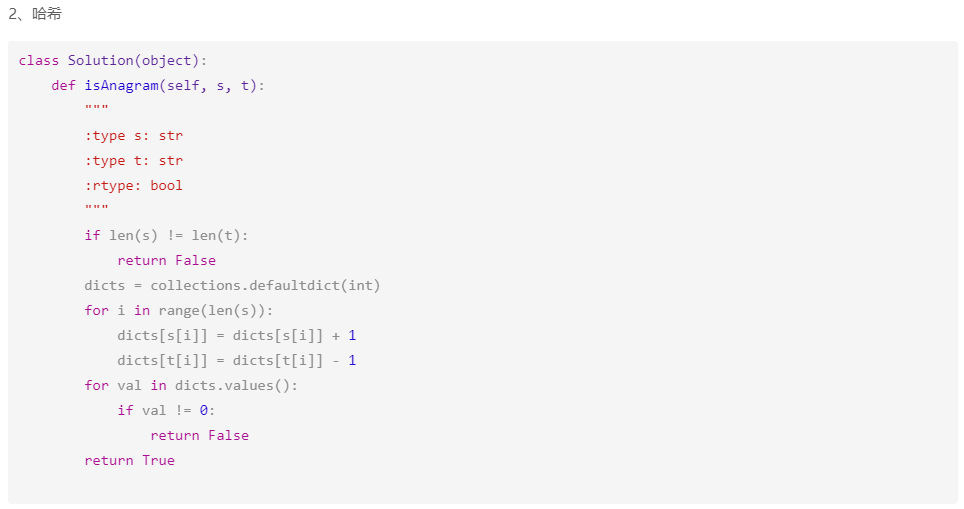 2、哈希
class Solution(object):
    def isAnagram(self, s, t):
        """
        :type s: str
        :type t: str
        :rtype: bool
        """
        if len(s) != len(t):
            return False
        dicts = collections.defaultdict(int)
        for i in range(len(s)):
            dicts[s[i]] = dicts[s[i]] + 1
            dicts[t[i]] = dicts[t[i]] - 1
        for val in dicts.values():
            if val != 0:
                return False
        return True